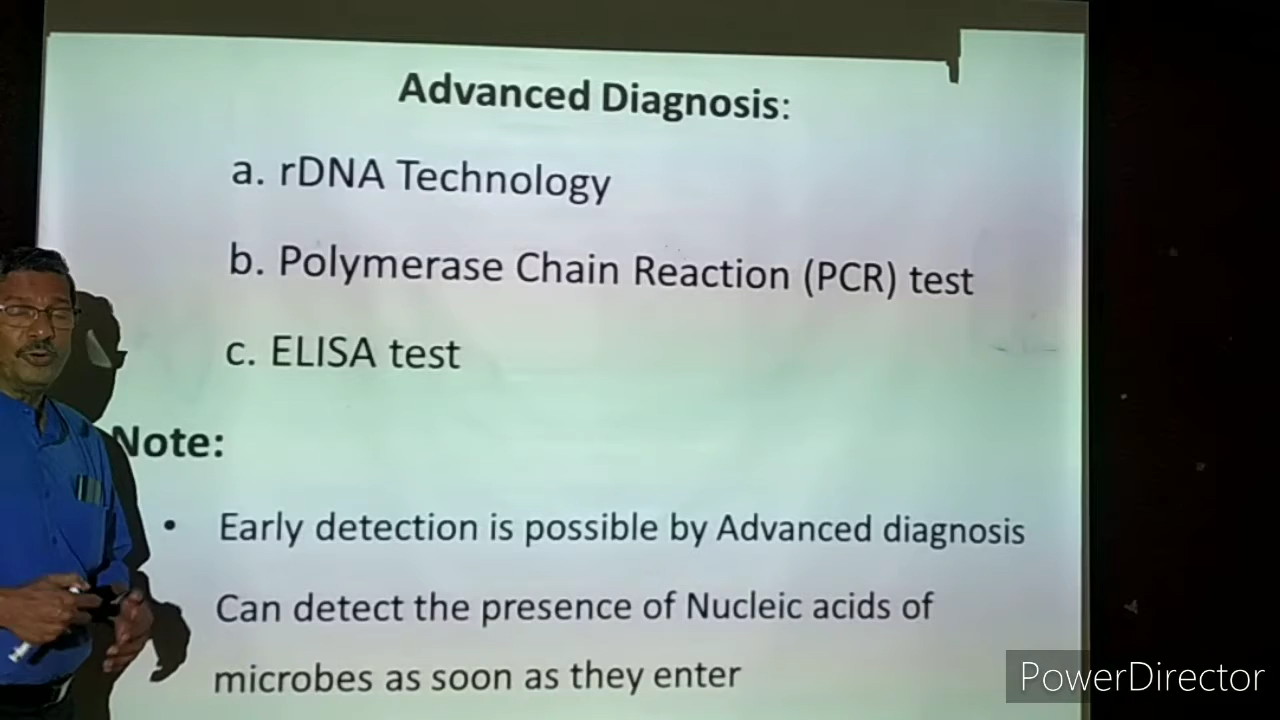 Advanced Diagnosis:
a. rDNA Technology
b. Polymerase Chain Reaction (PCR) test
c. ELISA test
Note:
• Early detection is possible by Advanced diagnosis
Can detect the presence of Nucleic acids of
microbes as soon as they enter
PowerDirector